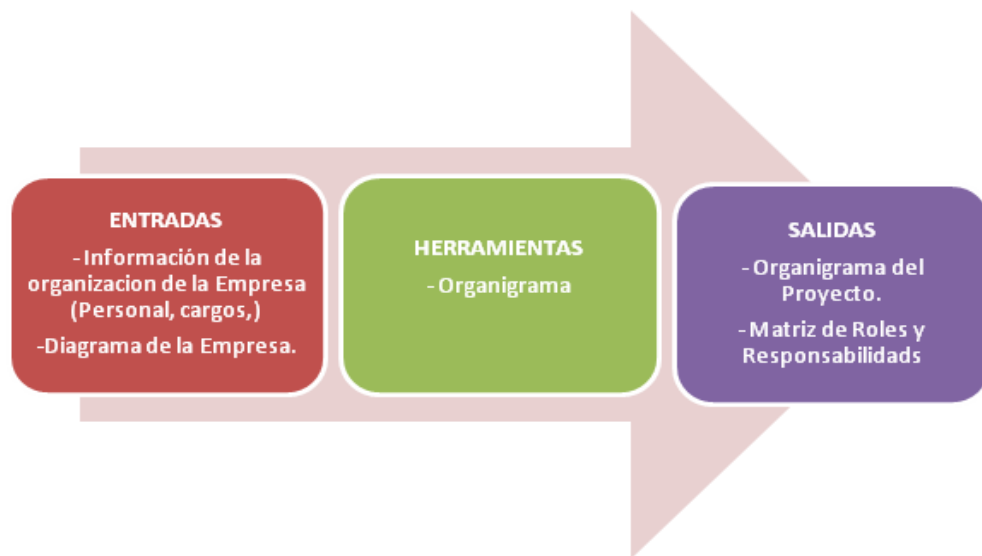 ENTRADAS
- Información de la
organizacion de la Empresa
(Personal, cargos,)
-Diagrama de la Empresa.
HERRAMIENTAS
- Organigrama
SALIDAS
- Organigrama del
Proyecto.
- Matriz de Roles y
Responsabilidads